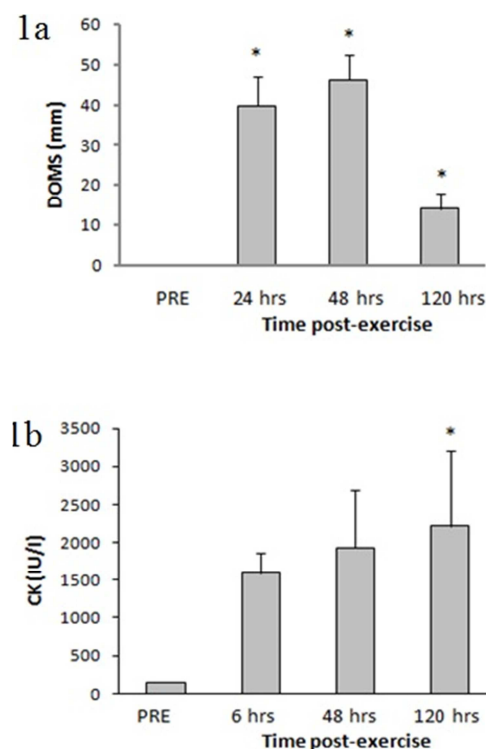 1a
60
50
40
30
20
10
0
DOMS (mm)
*
*
*
PRE 24 hrs 48 hrs 120 hrs
Time post-exercise
1b
3500
3000
2500
2000
1500
1000
500
0
CK (IU/l)
*
PRE 6 hrs 48 hrs 120 hrs
Time post-exercise